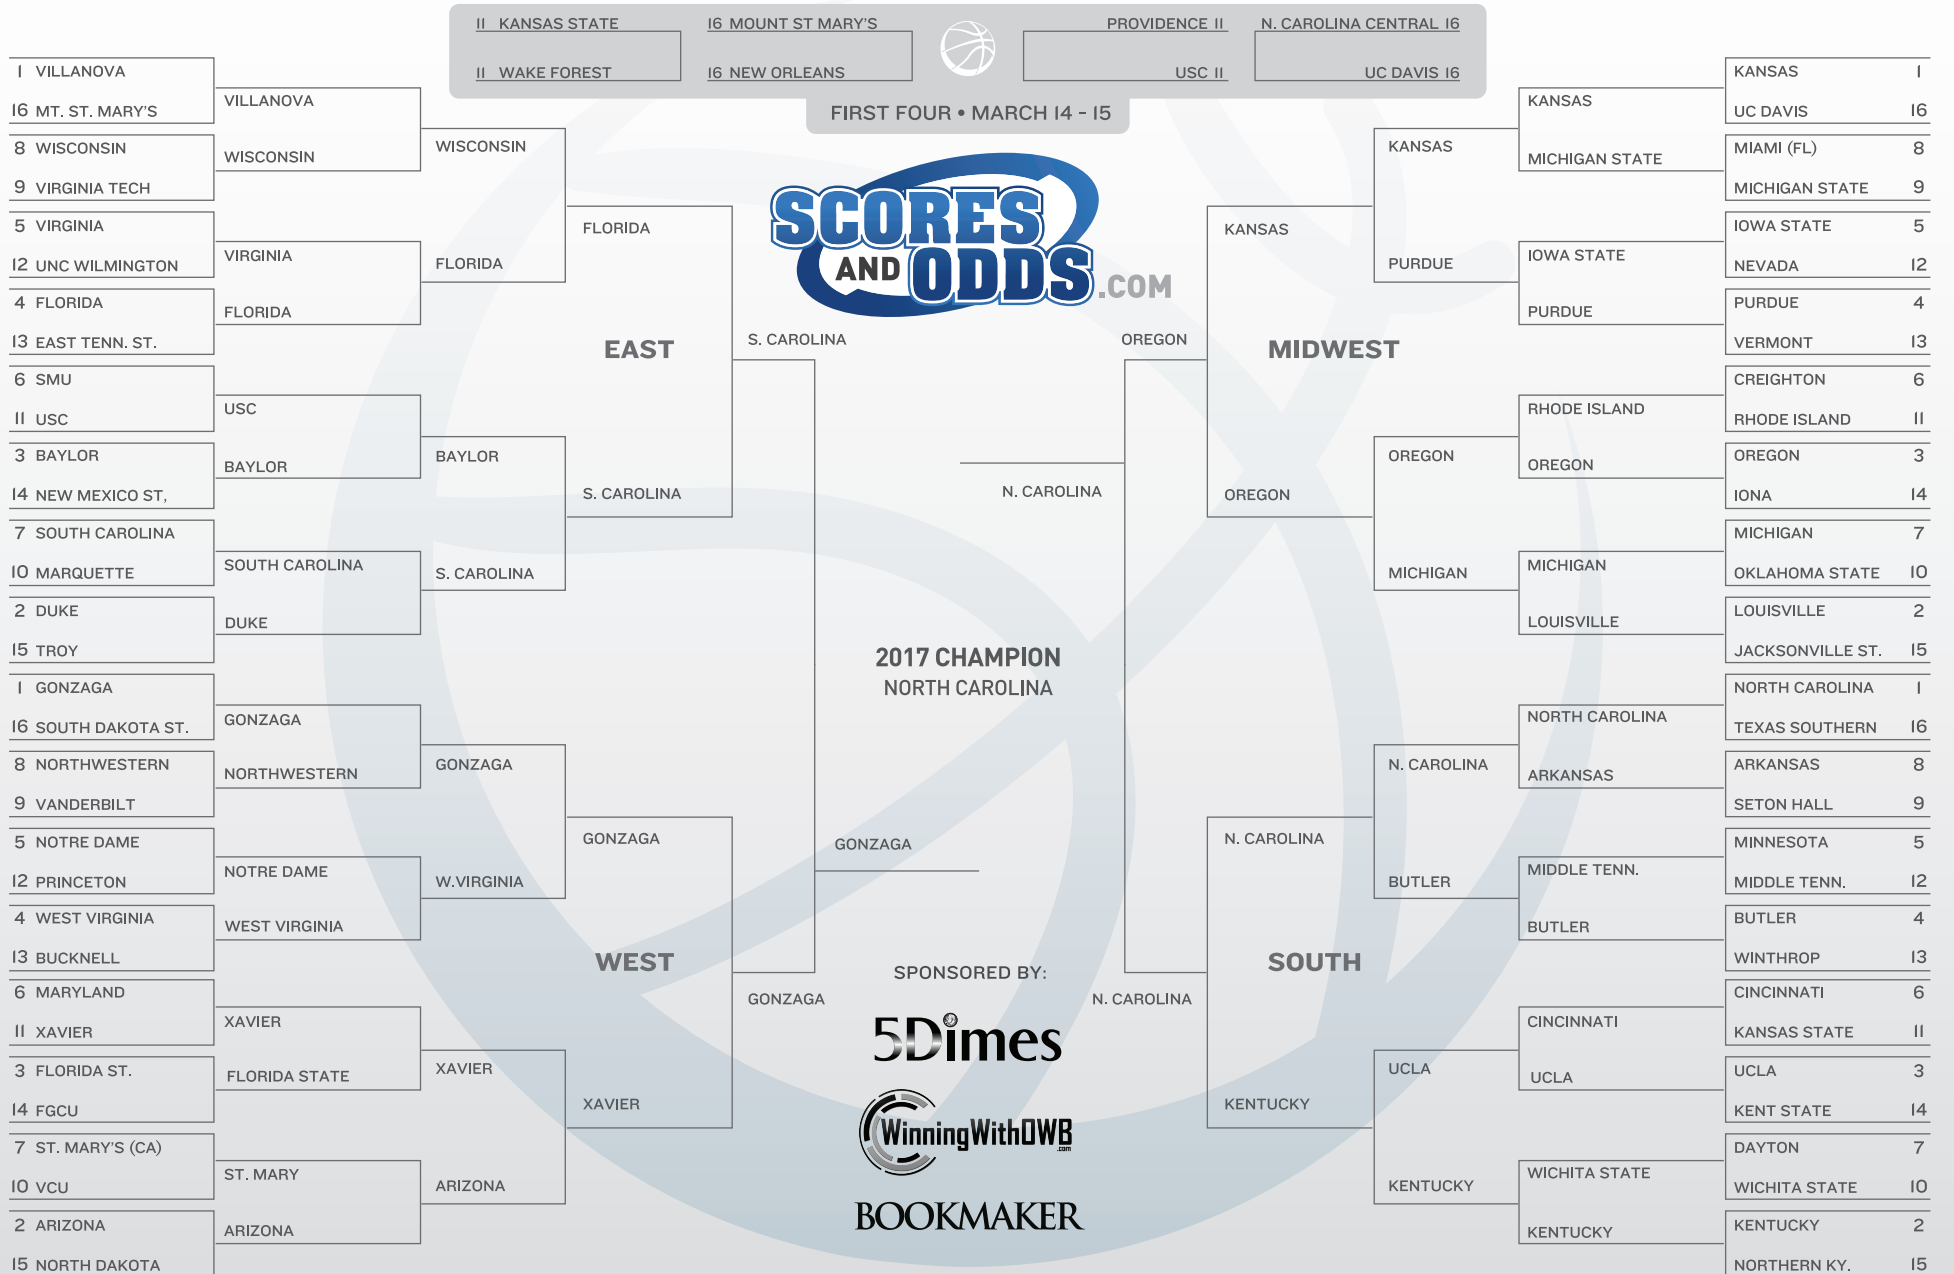 11 KANSAS STATE
11 WAKE FOREST
16 MOUNT ST MARY'S
16 NEW ORLEANS
PROVIDENCE 11
USC 11
N. CAROLINA CENTRAL 16
UC DAVIS 16
FIRST FOUR • MARCH 14 - 15
1 VILLANOVA
16 MT. ST. MARY'S
8 WISCONSIN
9 VIRGINIA TECH
5 VIRGINIA
12 UNC WILMINGTON
4 FLORIDA
13 EAST TENN. ST.
6 SMU
11 USC
3 BAYLOR
14 NEW MEXICO ST,
7 SOUTH CAROLINA
10 MARQUETTE
2 DUKE
15 TROY
1 GONZAGA
16 SOUTH DAKOTA ST.
8 NORTHWESTERN
9 VANDERBILT
5 NOTRE DAME
12 PRINCETON
4 WEST VIRGINIA
13 BUCKNELL
6 MARYLAND
11 XAVIER
3 FLORIDA ST.
14 FGCU
7 ST. MARY'S (CA)
10 VCU
2 ARIZONA
15 NORTH DAKOTA
VILLANOVA
WISCONSIN
VIRGINIA
FLORIDA
USC
BAYLOR
SOUTH CAROLINA
DUKE
GONZAGA
NORTHWESTERN
NOTRE DAME
WEST VIRGINIA
XAVIER
FLORIDA STATE
ST. MARY
ARIZONA
WISCONSIN
FLORIDA
BAYLOR
S. CAROLINA
GONZAGA
W.VIRGINIA
XAVIER
ARIZONA
FLORIDA
EAST
S. CAROLINA
GONZAGA
WEST
XAVIER
S. CAROLINA
GONZAGA
GONZAGA
SCORES
AND ODDS
.COM
N. CAROLINA
2017 CHAMPION
NORTH CAROLINA
SPONSORED BY:
5Dimes
WinningWithOWB
.com
BOOKMAKER
OREGON
N. CAROLINA
KANSAS
MIDWEST
OREGON
N. CAROLINA
SOUTH
KENTUCKY
KANSAS
PURDUE
OREGON
MICHIGAN
N. CAROLINA
BUTLER
UCLA
KENTUCKY
KANSAS
MICHIGAN STATE
IOWA STATE
PURDUE
RHODE ISLAND
OREGON
MICHIGAN
LOUISVILLE
NORTH CAROLINA
ARKANSAS
MIDDLE TENN.
BUTLER
CINCINNATI
UCLA
WICHITA STATE
KENTUCKY
KANSAS 1
UC DAVIS 16
MIAMI (FL) 8
MICHIGAN STATE 9
IOWA STATE 5
NEVADA 12
PURDUE 4
VERMONT 13
CREIGHTON 6
RHODE ISLAND 11
OREGON 3
IONA 14
MICHIGAN 7
OKLAHOMA STATE 10
LOUISVILLE 2
JACKSONVILLE ST. 15
NORTH CAROLINA 1
TEXAS SOUTHERN 16
ARKANSAS 8
SETON HALL 9
MINNESOTA 5
MIDDLE TENN. 12
BUTLER 4
WINTHROP 13
CINCINNATI 6
KANSAS STATE 11
UCLA 3
KENT STATE 14
DAYTON 7
WICHITA STATE 10
KENTUCKY 2
NORTHERN KY. 15